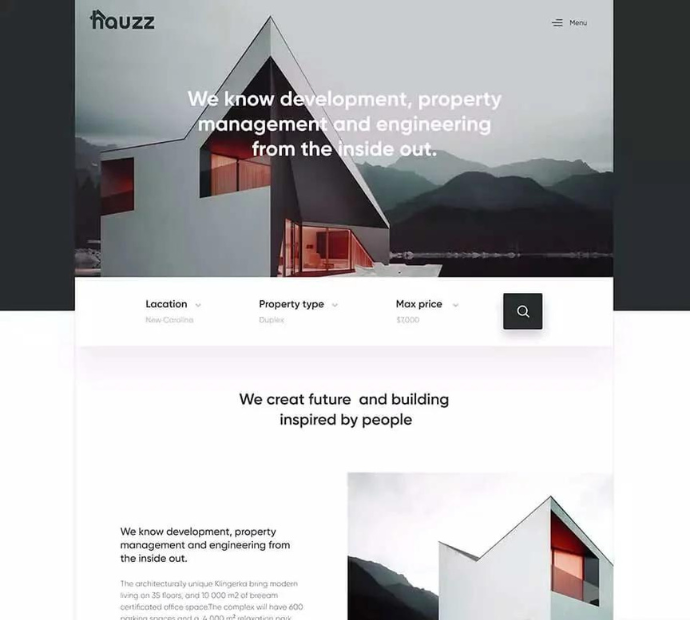 hauzz
Menu
We know development, property
management and engineering
from the inside out.
Lacation
Property type
Max price
New Caroline
Duplex
$7,000
We creat future and building
inspired by people
We know development, property
management and engineering from
the inside out.
The architecturally unique Klingerka bring modern
living on 35 floors, and 10 000 m2 of breeam
certificated office space.The complex will have 600
parking spaces and a 4,000 m² relaxation park